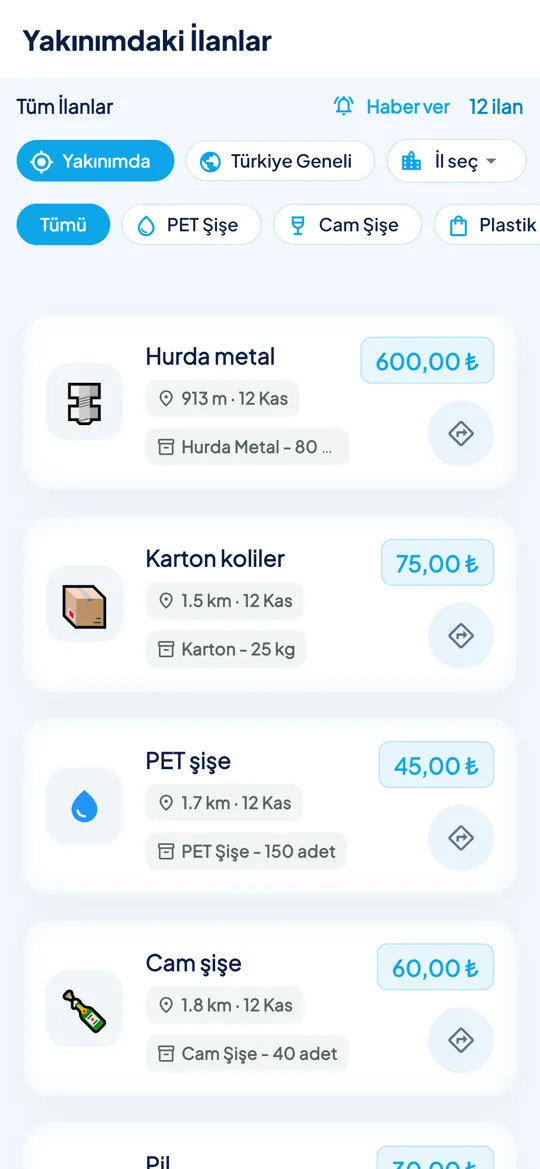 Yakınımdaki İlanlar
Tüm İlanlar Haber ver 12 ilan
Yakınımda Türkiye Geneli İl seç
Tümü PET Şişe Cam Şişe Plastik
Hurda metal 600,00 ₺
913 m · 12 Kas
Hurda Metal - 80 ...
Karton koliler 75,00 ₺
1.5 km · 12 Kas
Karton - 25 kg
PET şişe 45,00 ₺
1.7 km · 12 Kas
PET Şişe - 150 adet
Cam şişe 60,00 ₺
1.8 km · 12 Kas
Cam Şişe - 40 adet
Pil 30,00 ₺